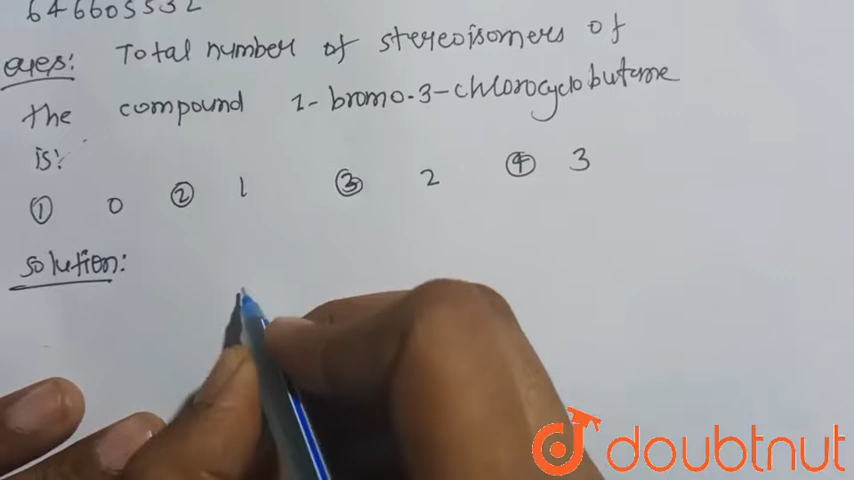 646605532
Ques: Total number of stereoisomers of
the compound 1-bromo-3-chlorocyclobutane
is:
① 0 ② 1 ③ 2 ④ 3
Solution:
doubtnut